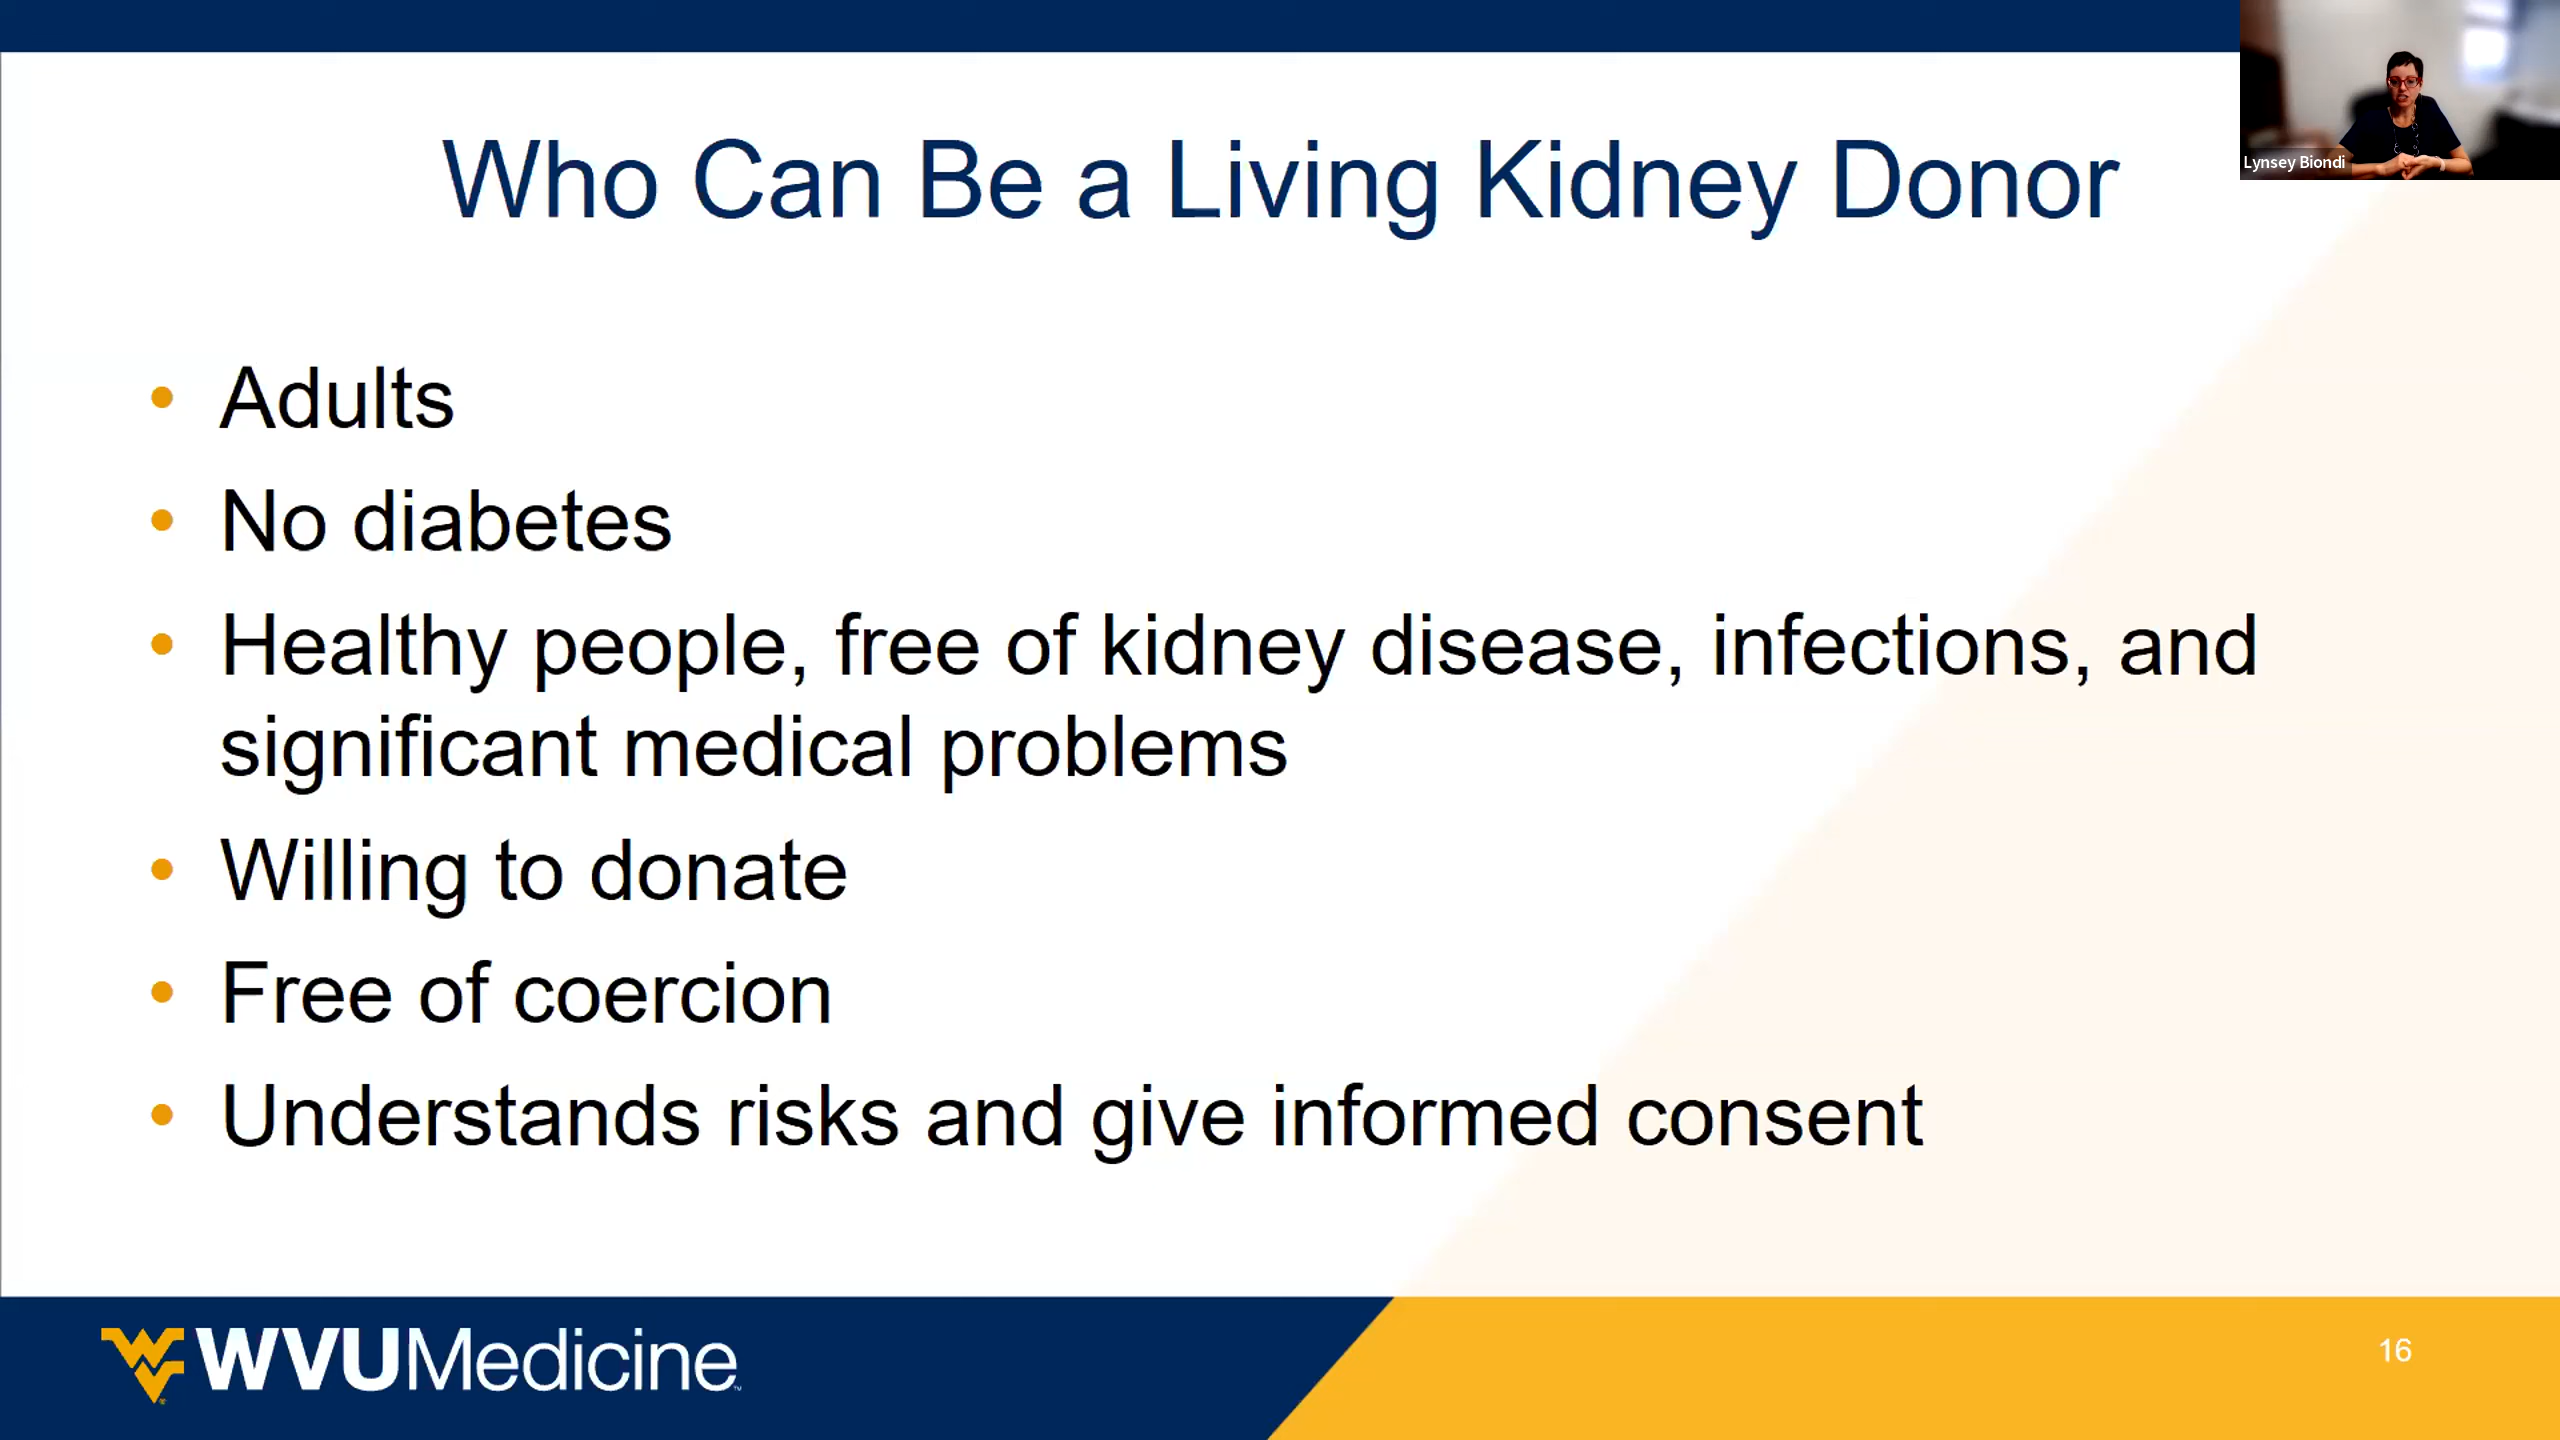 Who Can Be a Living Kidney Donor
Lynsey Biondi
• Adults
• No diabetes
• Healthy people, free of kidney disease, infections, and
significant medical problems
• Willing to donate
• Free of coercion
• Understands risks and give informed consent
WVUMedicine™
16